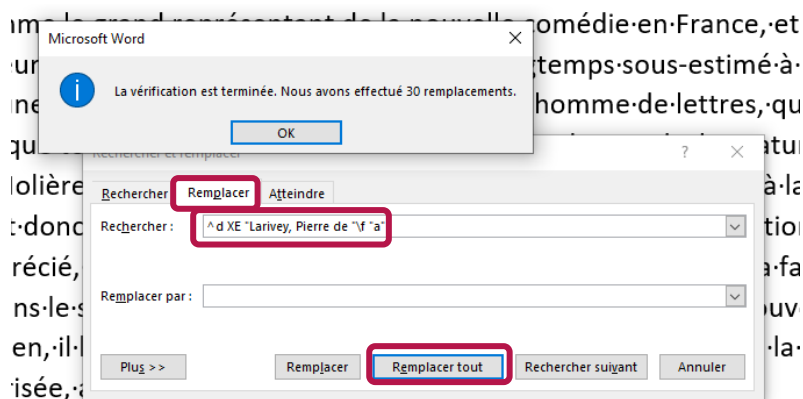 comédie·en·France,·et
Microsoft Word
temps·sous-estimé·à·
La vérification est terminée. Nous avons effectué 30 remplacements.
homme·de·lettres,·qu
OK
Rechercher et remplacer
?
Rechercher Remplacer Atteindre
olière
à·la
Rechercher : ^d XE "Larivey, Pierre de "\f "a"
t·donc
récié,
Remplacer par :
ns·le·s
en,·il·
·la·
Plus >> Remplacer Remplacer tout Rechercher suivant Annuler
risée,·